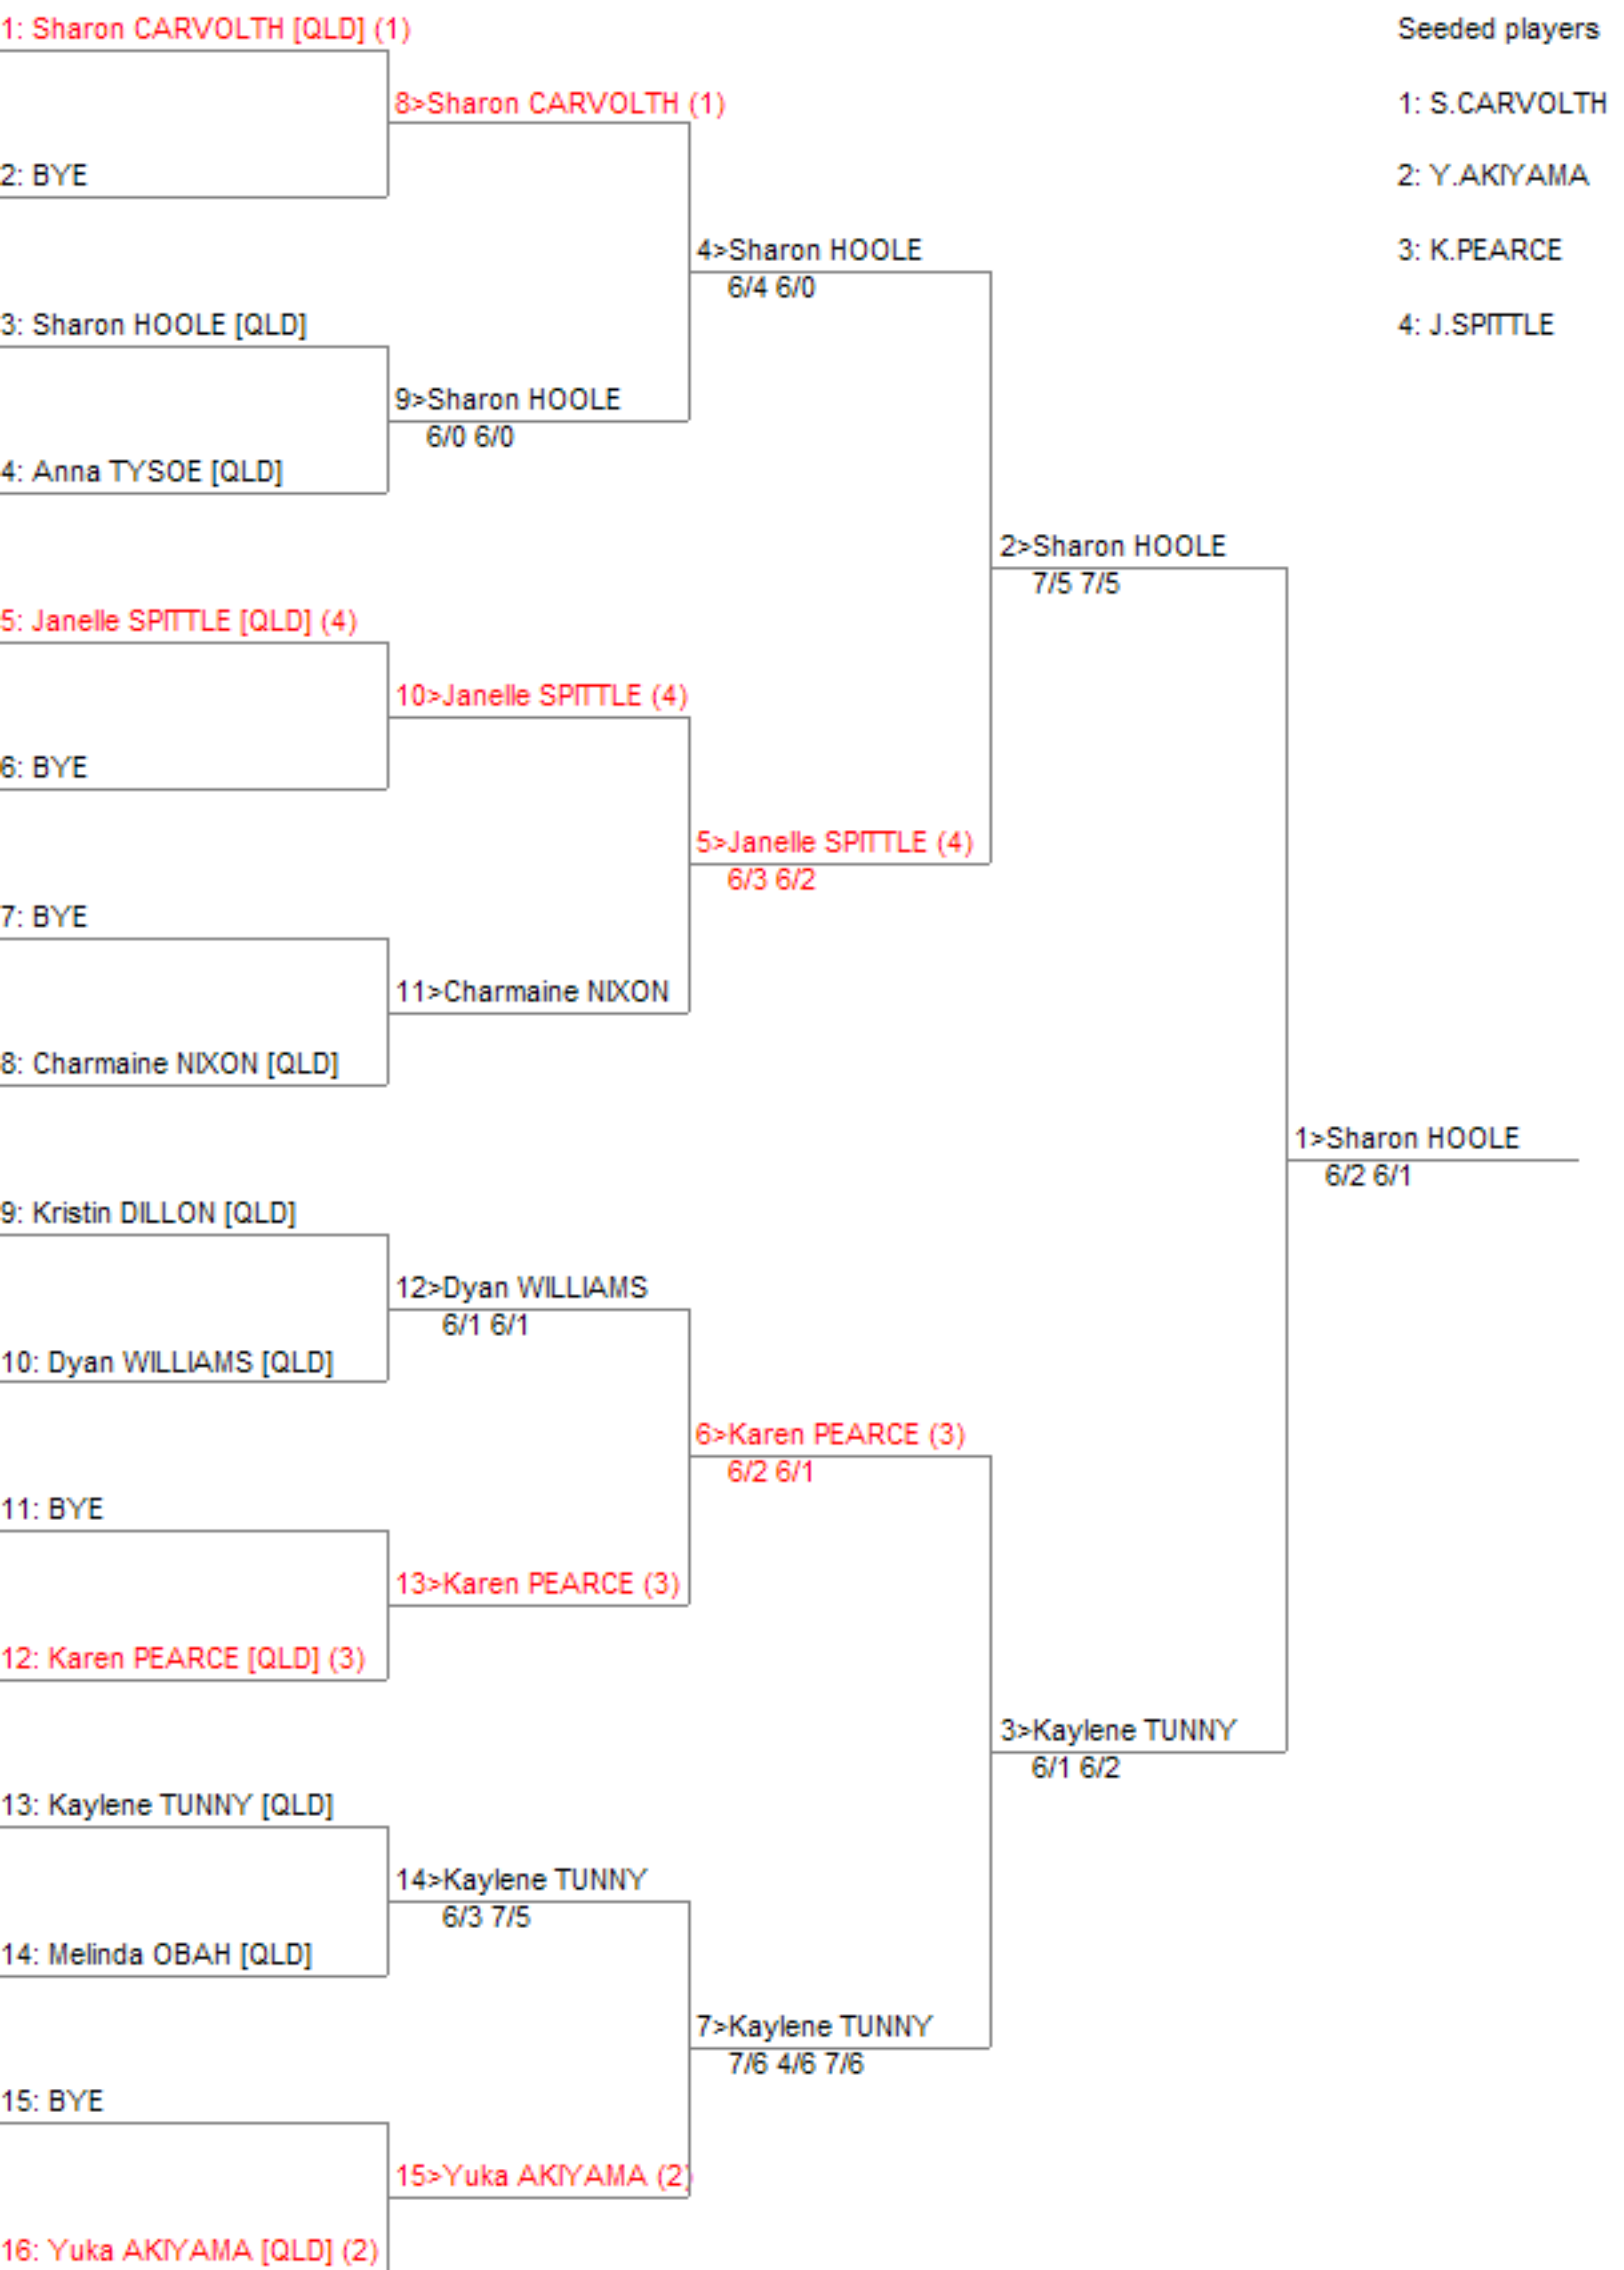 1: Sharon CARVOLTH [QLD] (1)
Seeded players
8>Sharon CARVOLTH (1)
1: S.CARVOLTH
2: BYE
2: Y.AKIYAMA
4>Sharon HOOLE
3: K.PEARCE
6/4 6/0
3: Sharon HOOLE [QLD]
4: J.SPITTLE
9>Sharon HOOLE
6/0 6/0
4: Anna TYSOE [QLD]
2>Sharon HOOLE
7/5 7/5
5: Janelle SPITTLE [QLD] (4)
10>Janelle SPITTLE (4)
6: BYE
5>Janelle SPITTLE (4)
6/3 6/2
7: BYE
11>Charmaine NIXON
8: Charmaine NIXON [QLD]
1>Sharon HOOLE
6/2 6/1
9: Kristin DILLON [QLD]
12>Dyan WILLIAMS
6/1 6/1
10: Dyan WILLIAMS [QLD]
6>Karen PEARCE (3)
6/2 6/1
11: BYE
13>Karen PEARCE (3)
12: Karen PEARCE [QLD] (3)
3>Kaylene TUNNY
6/1 6/2
13: Kaylene TUNNY [QLD]
14>Kaylene TUNNY
6/3 7/5
14: Melinda OBAH [QLD]
7>Kaylene TUNNY
7/6 4/6 7/6
15: BYE
15>Yuka AKIYAMA (2)
16: Yuka AKIYAMA [QLD] (2)